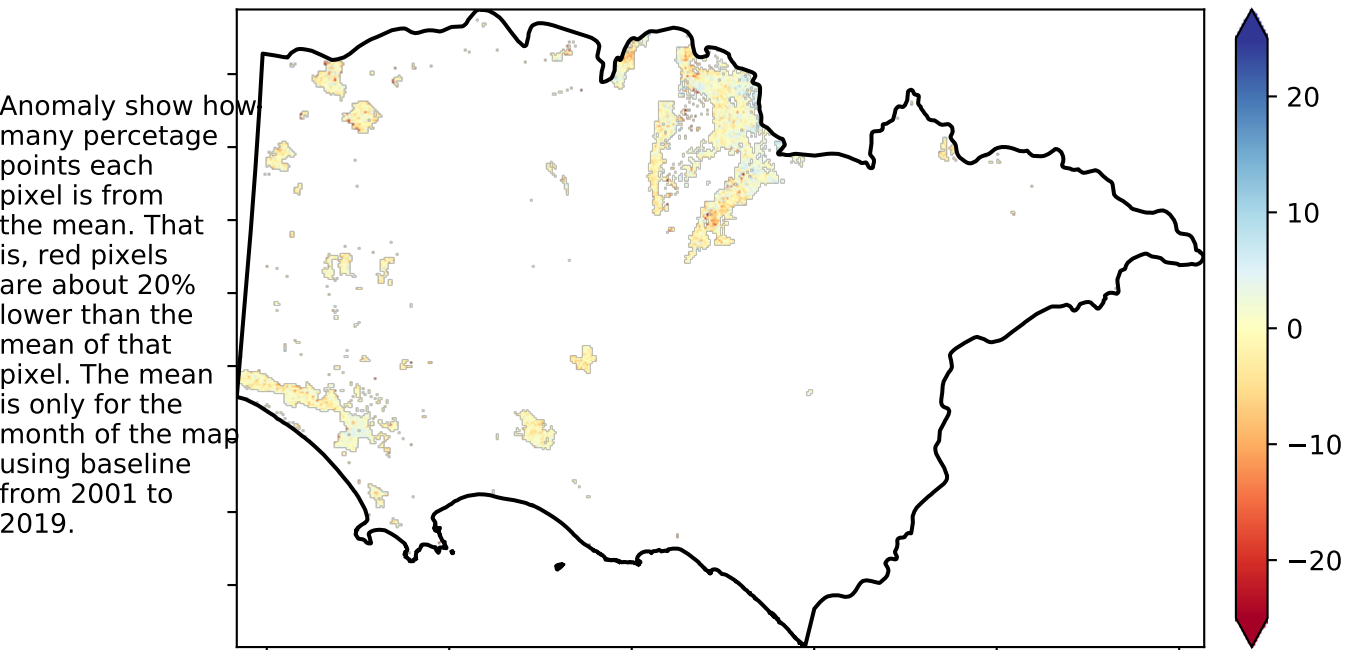 Anomaly show how
many percetage
points each
pixel is from
the mean. That
is, red pixels
are about 20%
lower than the
mean of that
pixel. The mean
is only for the
month of the map
using baseline
from 2001 to
2019.
20
10
0
−10
−20